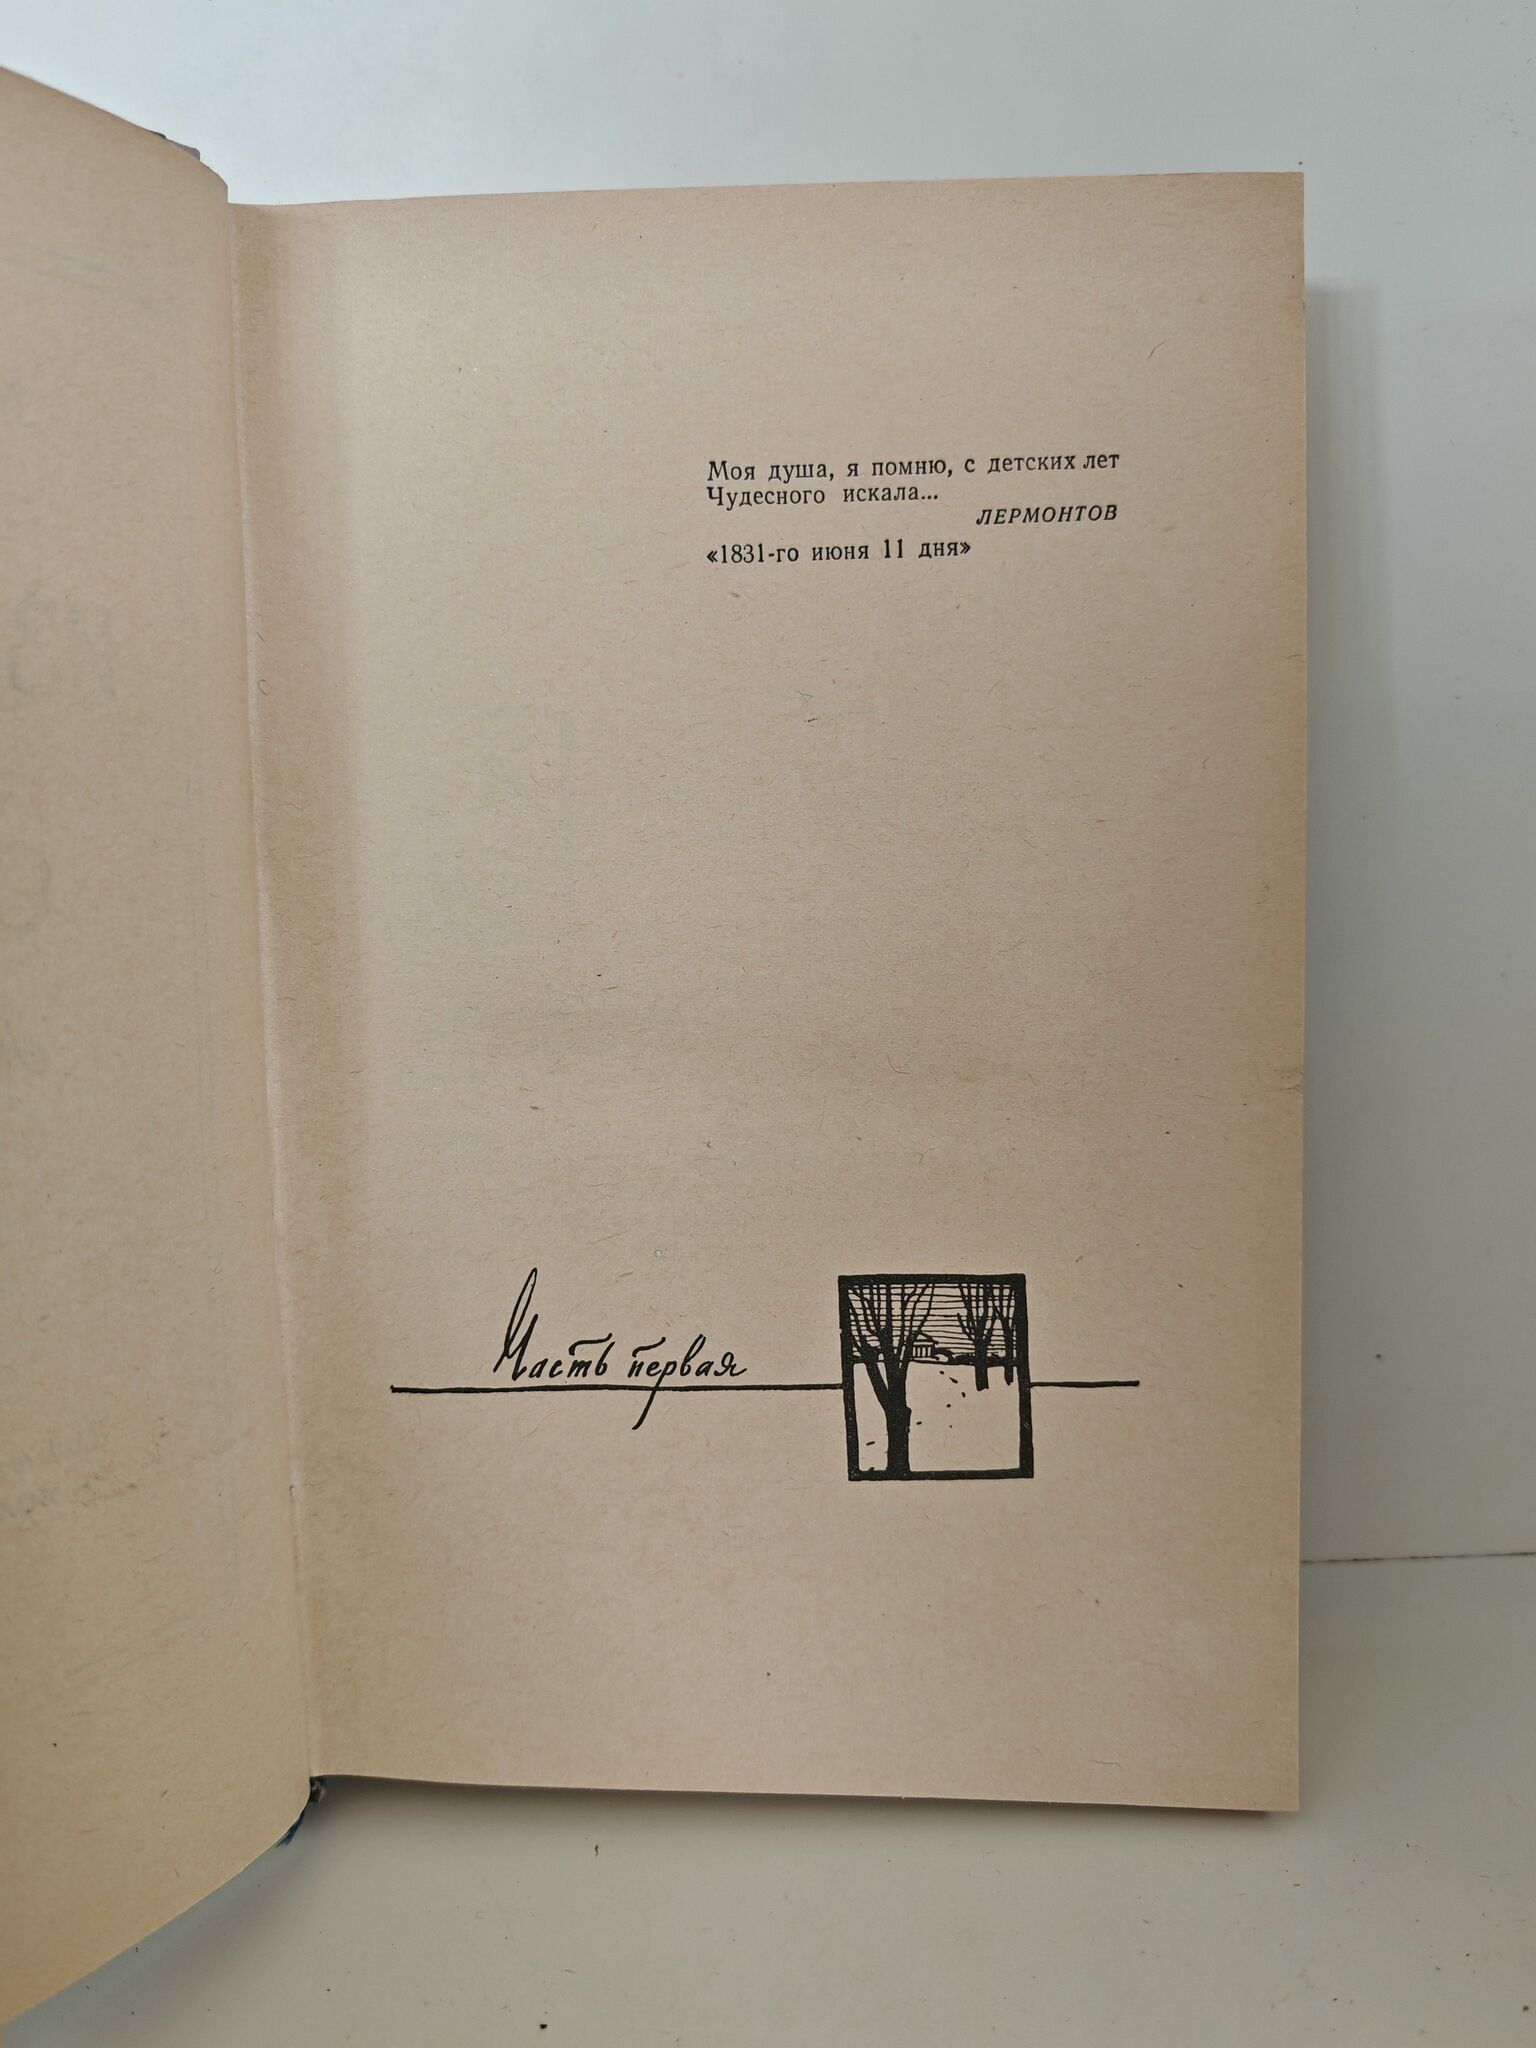 Моя душа, я помню, с детских лет
Чудесного искала...
ЛЕРМОНТОВ
«1831-го июня 11 дня»
Часть первая